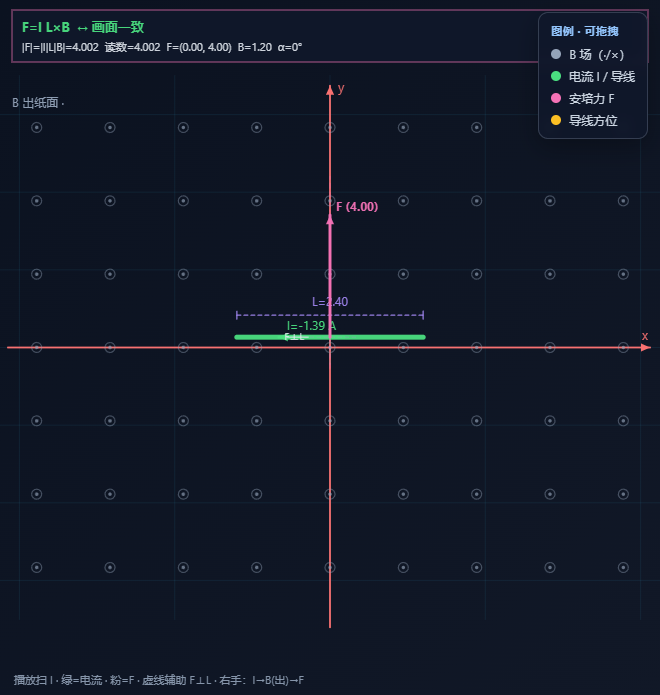 F=I L×B ↔ 画面一致
|F|=|I||L|B|=4.002 读数=4.002 F=(0.00, 4.00) B=1.20 α=0°
图例 · 可拖拽
B 场（·/×）
电流 I / 导线
安培力 F
导线方位
B 出纸面 ·
y
F (4.00)
L=2.40
I=-1.39 A
F⊥L
x
播放扫 I · 绿=电流 · 粉=F · 虚线辅助 F⊥L · 右手：I→B(出)→F